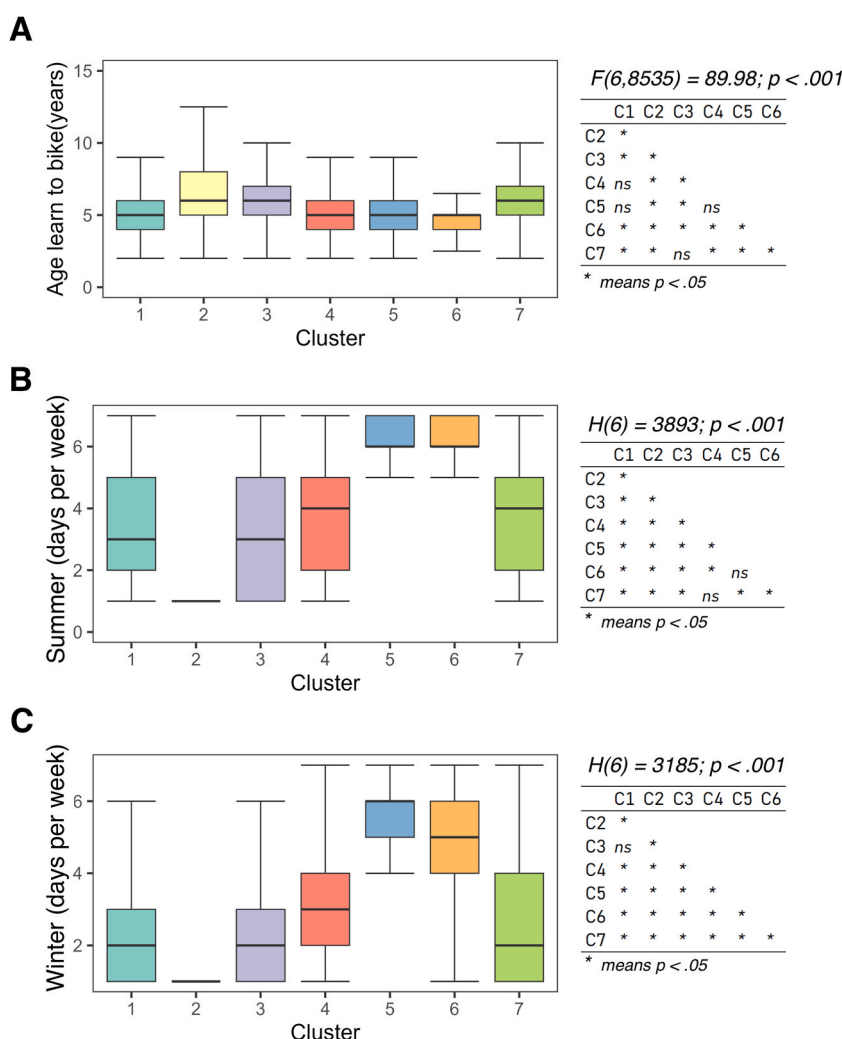 A
Age learn to bike(years)
15
10
5
0
1 2 3 4 5 6 7
Cluster
F(6,8535) = 89.98; p < .001
C1 C2 C3 C4 C5 C6
C2 *
C3 * *
C4 ns * *
C5 ns * * ns
C6 * * * * *
C7 * * ns * * *
* means p < .05
B
Summer (days per week)
6
4
2
0
1 2 3 4 5 6 7
Cluster
H(6) = 3893; p < .001
C1 C2 C3 C4 C5 C6
C2 *
C3 * *
C4 * * *
C5 * * * *
C6 * * * * ns
C7 * * * ns * *
* means p < .05
C
Winter (days per week)
6
4
2
1 2 3 4 5 6 7
Cluster
H(6) = 3185; p < .001
C1 C2 C3 C4 C5 C6
C2 *
C3 ns *
C4 * * *
C5 * * * *
C6 * * * * *
C7 * * * * * *
* means p < .05